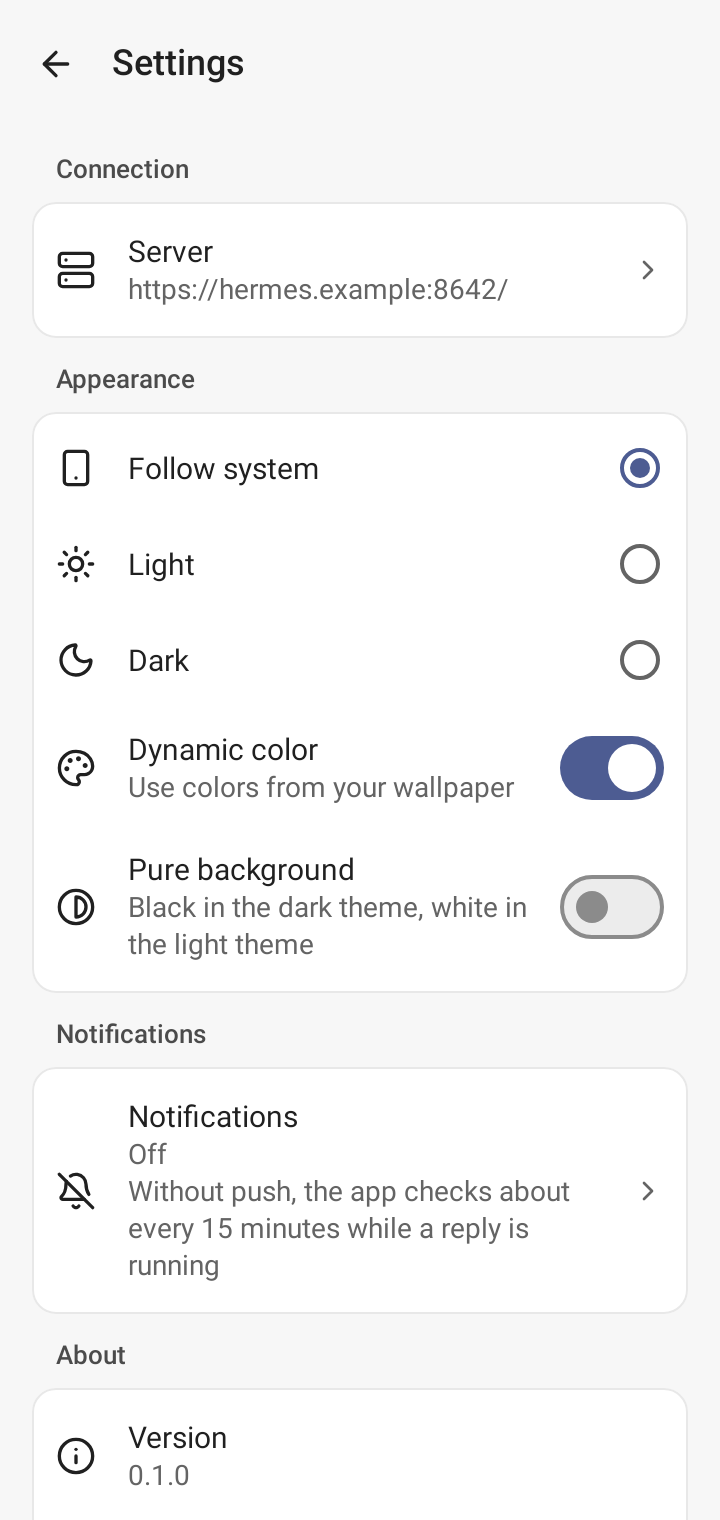 Settings
Connection
Server
https://hermes.example:8642/
Appearance
Follow system
Light
Dark
Dynamic color
Use colors from your wallpaper
Pure background
Black in the dark theme, white in
the light theme
Notifications
Notifications
Off
Without push, the app checks about
every 15 minutes while a reply is
running
About
Version
0.1.0